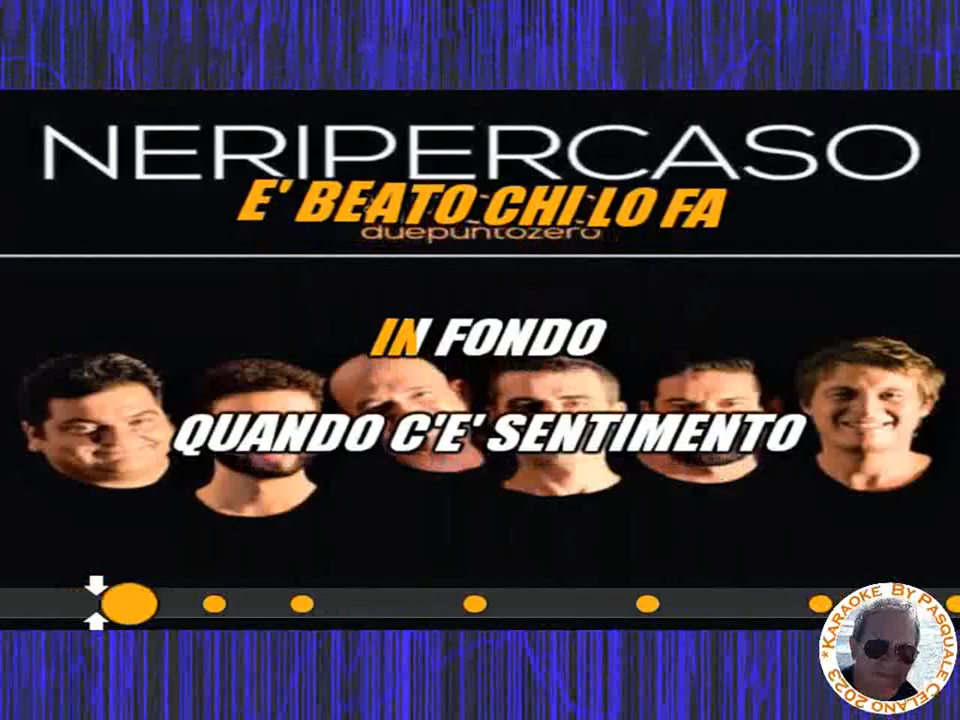 NERIPERCASO
E' BEATO CHI LO FA
duepuntozero
IN FONDO
QUANDO C'E' SENTIMENTO
*KARAOKE BY PASQUALE CELANO 2023